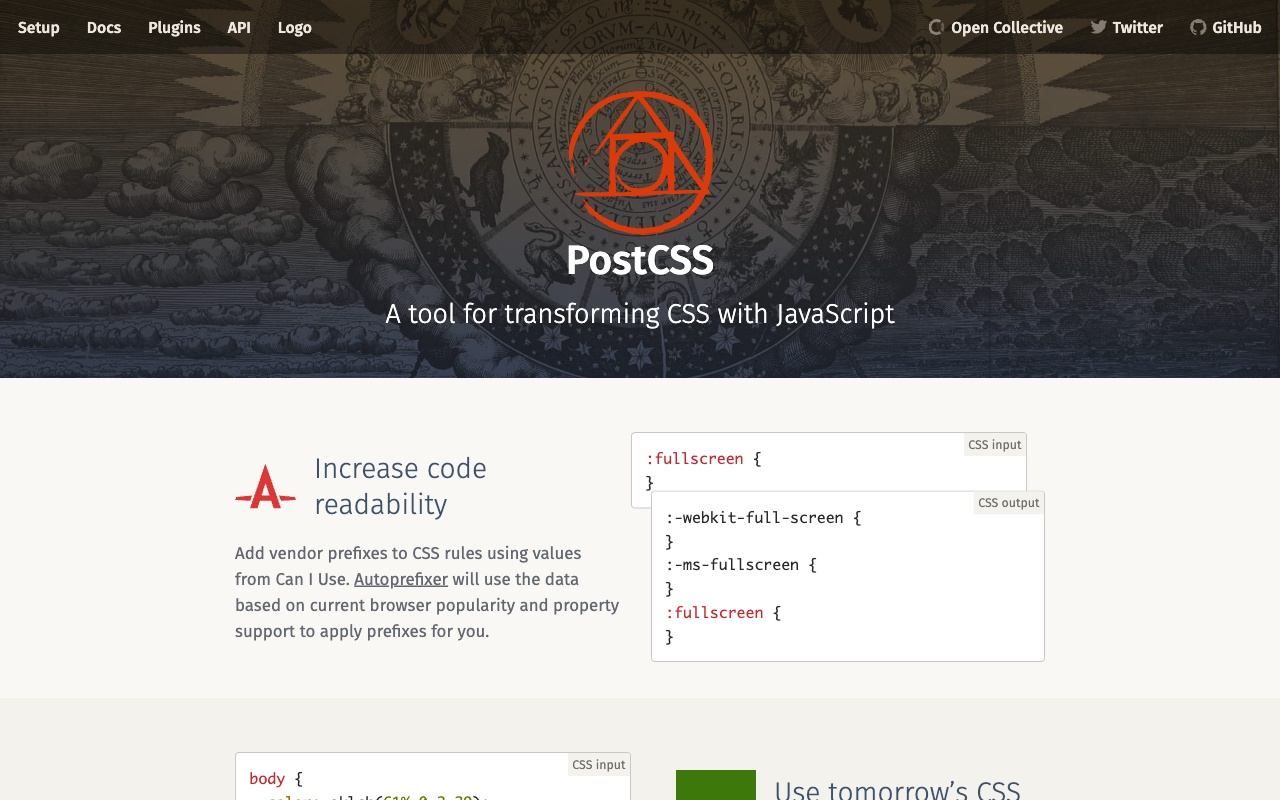 Setup Docs Plugins API Logo Open Collective Twitter GitHub
PostCSS
A tool for transforming CSS with JavaScript
Increase code
readability
Add vendor prefixes to CSS rules using values
from Can I Use. Autoprefixer will use the data
based on current browser popularity and property
support to apply prefixes for you.
CSS input
:fullscreen {
}
CSS output
:-webkit-full-screen {
}
:-ms-fullscreen {
}
:fullscreen {
}
CSS input
body {
Use tomorrow's CSS